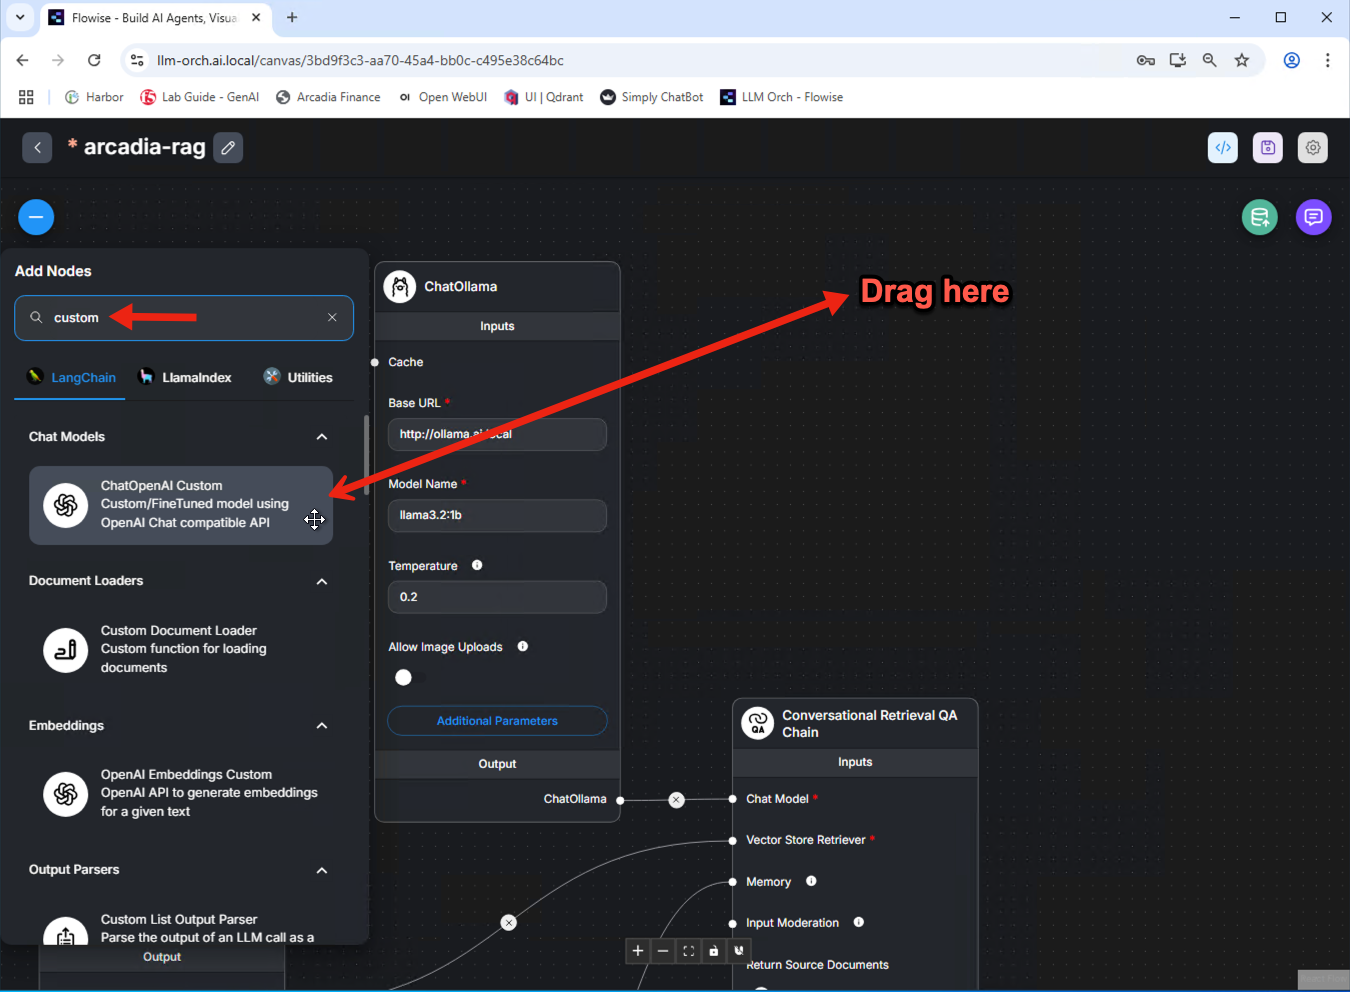 Flowise - Build AI Agents, Visua
llm-orch.ai.local/canvas/3bd9f3c3-aa70-45a4-bb0c-c495e38c64bc
Harbor
Lab Guide - GenAI
Arcadia Finance
OI Open WebUI
UI | Qdrant
Simply ChatBot
LLM Orch - Flowise
* arcadia-rag
Add Nodes
custom
LangChain
LlamaIndex
Utilities
Chat Models
ChatOpenAI Custom
Custom/FineTuned model using
OpenAI Chat compatible API
Document Loaders
Custom Document Loader
Custom function for loading
documents
Embeddings
OpenAI Embeddings Custom
OpenAI API to generate embeddings
for a given text
Output Parsers
Custom List Output Parser
Parse the output of an LLM call as a
Output
ChatOllama
Inputs
Cache
Base URL *
http://ollama.ai.local
Model Name *
llama3.2:1b
Temperature
0.2
Allow Image Uploads
Additional Parameters
Output
ChatOllama
Drag here
QA
Conversational Retrieval QA
Chain
Inputs
Chat Model *
Vector Store Retriever *
Memory
Input Moderation
Return Source Documents